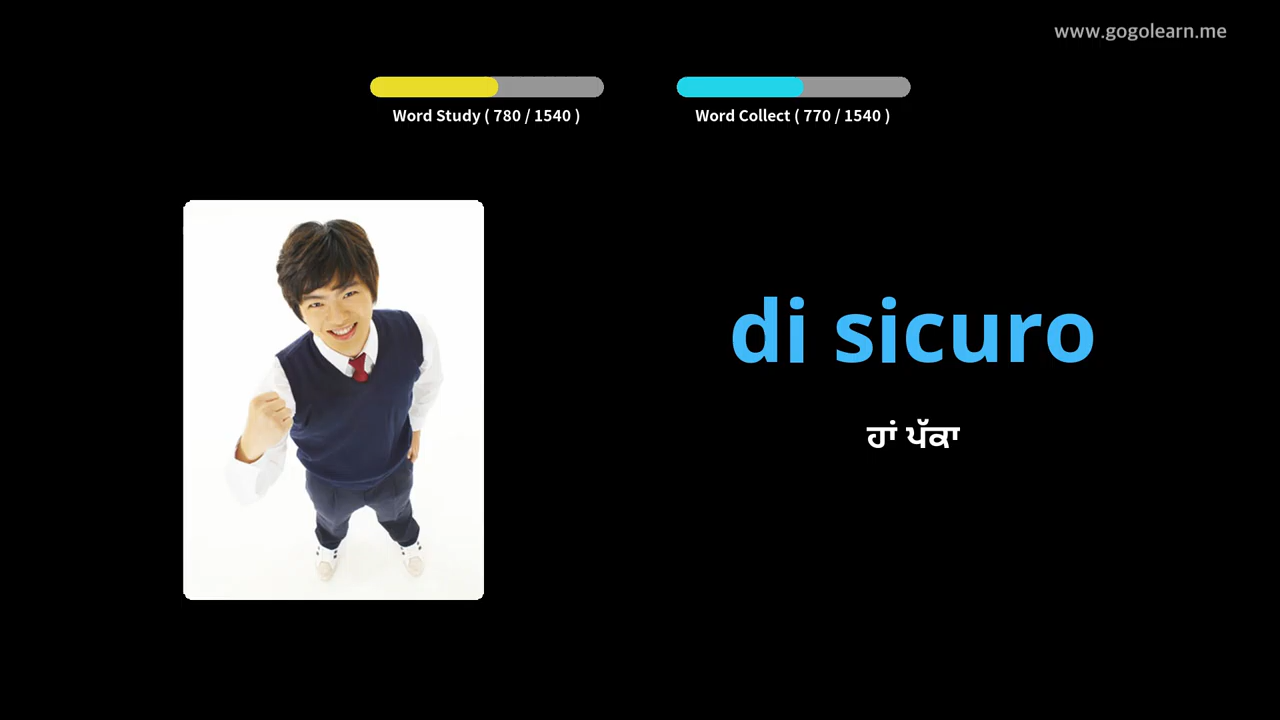 www.gogolearn.me
Word Study ( 780 / 1540 )
Word Collect ( 770 / 1540 )
di sicuro
ਹਾਂ ਪੱਕਾ